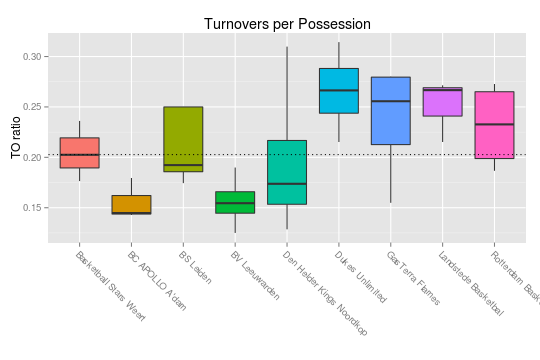 Turnovers per Possession
TO ratio
0.30
0.25
0.20
0.15
Basketball Stars Weert
BC APOLLO A'dam
BS Leiden
BV Leeuwarden
Den Helder Kings Noordkop
Dukes Unlimited
GasTerra Flames
Landstede Basketbal
Rotterdam Bask